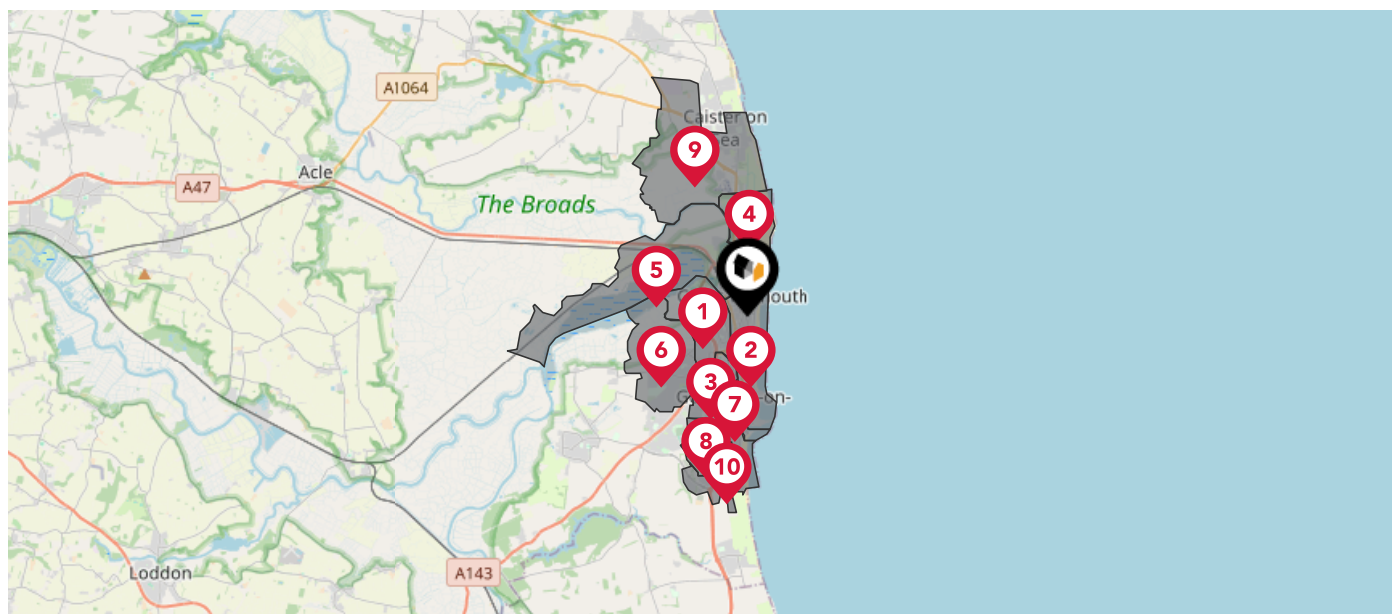 A1064
Caister on
ea
9
Acle
A47
The Broads
4
5
outh
1
6
2
3
7
-on-
8
10
Loddon
A143